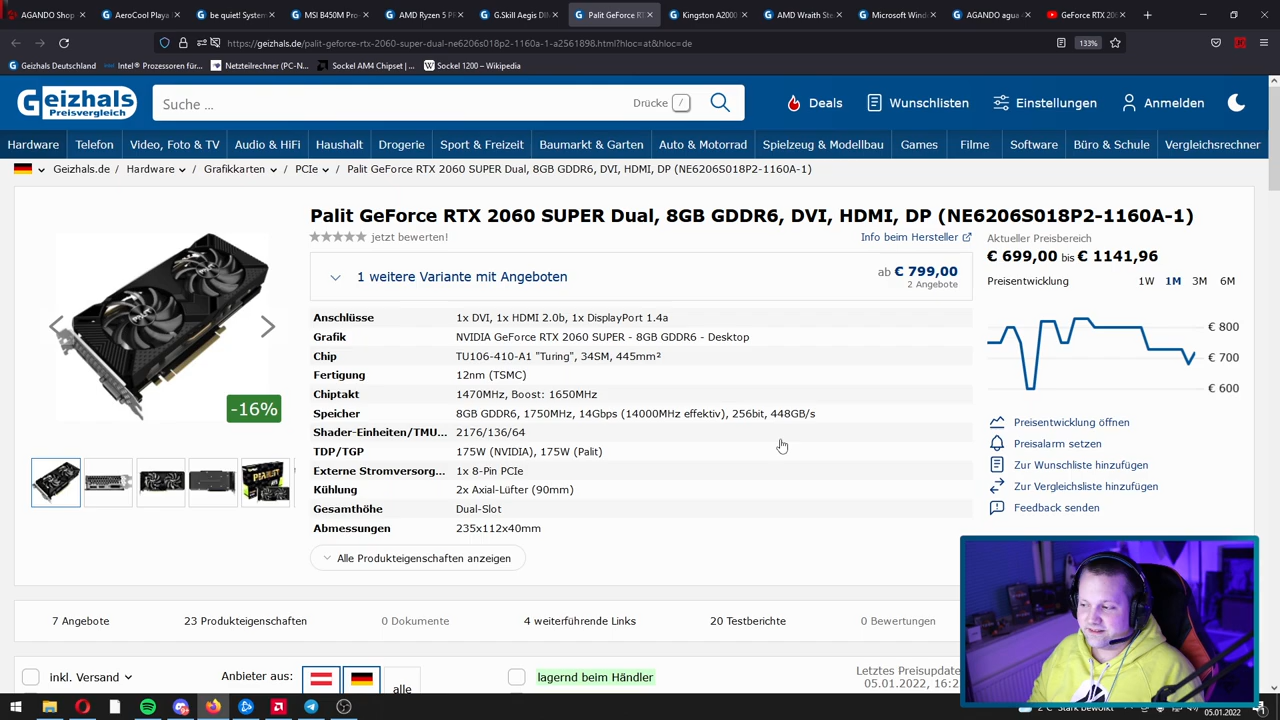 AGANDO Shop
AeroCool Playa
be quiet! System
MSI B450M Pro
AMD Ryzen 5 PR
G.Skill Aegis DIM
Palit GeForce RT
Kingston A2000
AMD Wraith Ste
Microsoft Wind
AGANDO agua
GeForce RTX 206
https://geizhals.de/palit-geforce-rtx-2060-super-dual-ne6206s018p2-1160a-1-a2561898.html?hloc=at&hloc=de
133%
Geizhals Deutschland
Intel® Prozessoren für...
Netzteilrechner (PC-N...
Sockel AM4 Chipset |...
Sockel 1200 – Wikipedia
Geizhals
Preisvergleich
Suche ...
Drücke /
Deals
Wunschlisten
Einstellungen
Anmelden
Hardware
Telefon
Video, Foto & TV
Audio & HiFi
Haushalt
Drogerie
Sport & Freizeit
Baumarkt & Garten
Auto & Motorrad
Spielzeug & Modellbau
Games
Filme
Software
Büro & Schule
Vergleichsrechner
Geizhals.de / Hardware / Grafikkarten / PCIe / Palit GeForce RTX 2060 SUPER Dual, 8GB GDDR6, DVI, HDMI, DP (NE6206S018P2-1160A-1)
Palit GeForce RTX 2060 SUPER Dual, 8GB GDDR6, DVI, HDMI, DP (NE6206S018P2-1160A-1)
jetzt bewerten!
Info beim Hersteller
1 weitere Variante mit Angeboten
ab € 799,00
2 Angebote
Anschlüsse 1x DVI, 1x HDMI 2.0b, 1x DisplayPort 1.4a
Grafik NVIDIA GeForce RTX 2060 SUPER - 8GB GDDR6 - Desktop
Chip TU106-410-A1 "Turing", 34SM, 445mm²
Fertigung 12nm (TSMC)
Chiptakt 1470MHz, Boost: 1650MHz
Speicher 8GB GDDR6, 1750MHz, 14Gbps (14000MHz effektiv), 256bit, 448GB/s
Shader-Einheiten/TMU... 2176/136/64
TDP/TGP 175W (NVIDIA), 175W (Palit)
Externe Stromversorg... 1x 8-Pin PCIe
Kühlung 2x Axial-Lüfter (90mm)
Gesamthöhe Dual-Slot
Abmessungen 235x112x40mm
Alle Produkteigenschaften anzeigen
-16%
Aktueller Preisbereich
€ 699,00 bis € 1141,96
Preisentwicklung 1W 1M 3M 6M
€ 800
€ 700
€ 600
Preisentwicklung öffnen
Preisalarm setzen
Zur Wunschliste hinzufügen
Zur Vergleichsliste hinzufügen
Feedback senden
7 Angebote
23 Produkteigenschaften
0 Dokumente
4 weiterführende Links
20 Testberichte
0 Bewertungen
inkl. Versand
Anbieter aus:
alle
lagernd beim Händler
Letztes Preisupdate
05.01.2022, 16:2
2°C Stark bewölkt
05.01.2022